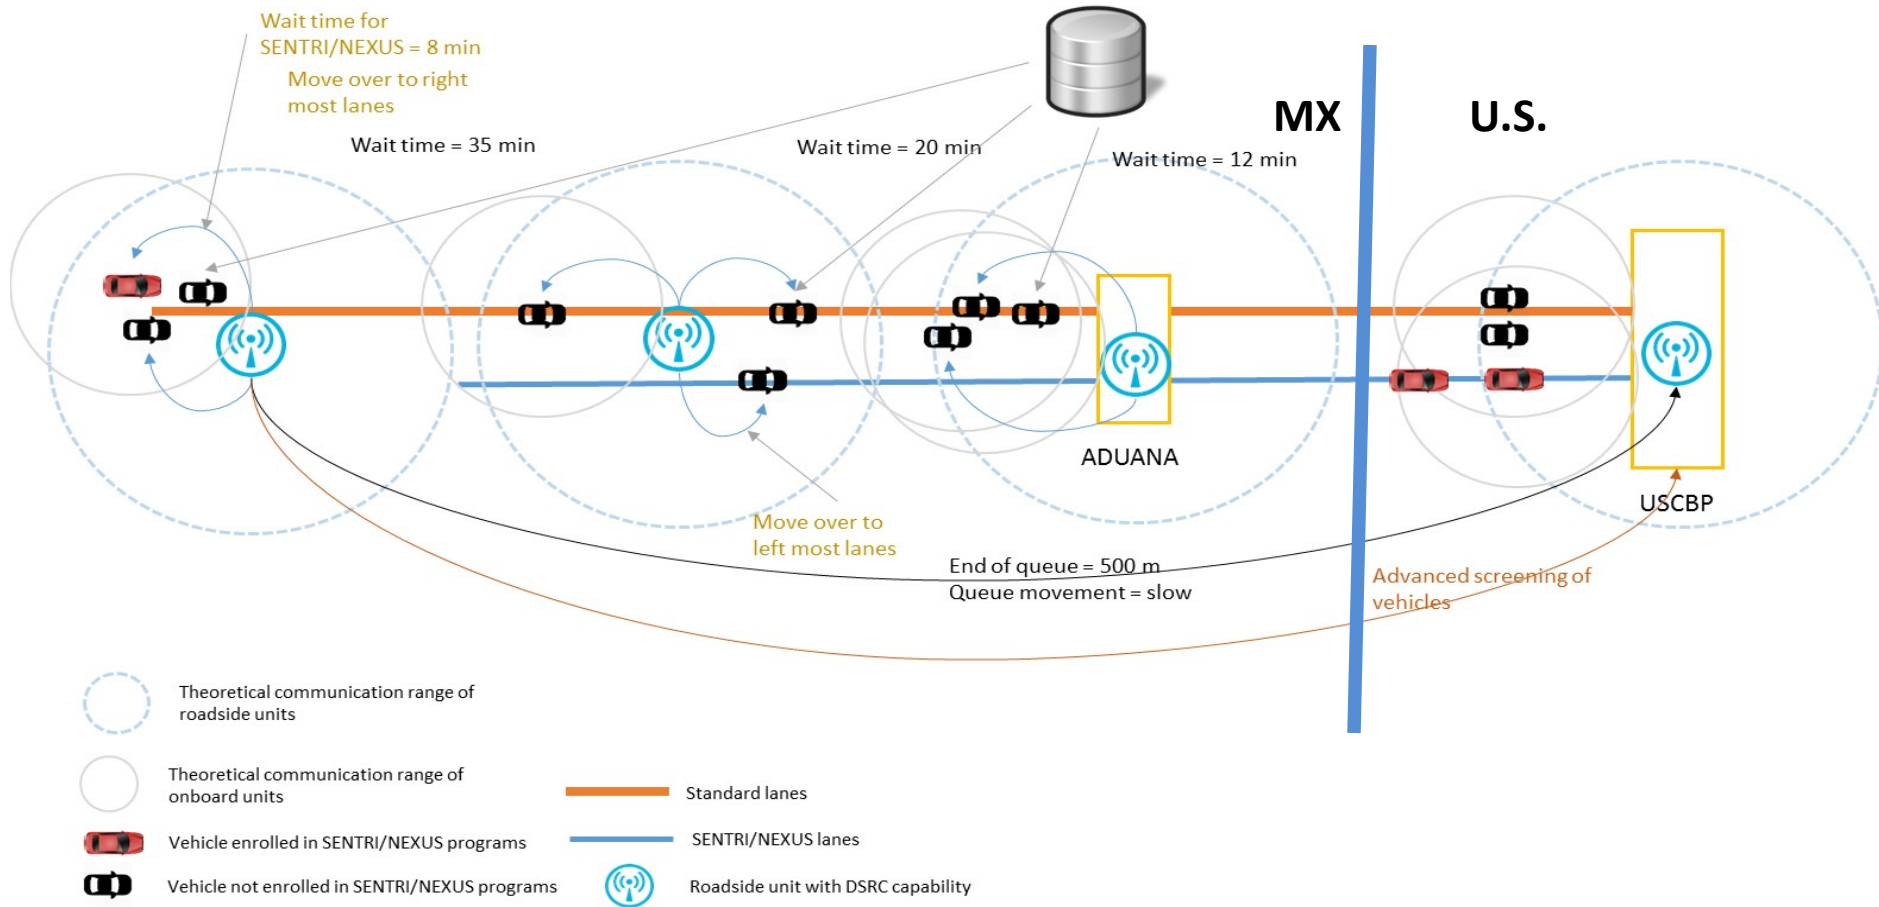 Wait time for
SENTRI/NEXUS = 8 min
Move over to right
most lanes
Wait time = 35 min
Wait time = 20 min
Wait time = 12 min
MX
U.S.
ADUANA
USCBP
Move over to
left most lanes
End of queue = 500 m
Queue movement = slow
Advanced screening of
vehicles
Theoretical communication range of
roadside units
Theoretical communication range of
onboard units
Standard lanes
Vehicle enrolled in SENTRI/NEXUS programs
SENTRI/NEXUS lanes
Vehicle not enrolled in SENTRI/NEXUS programs
Roadside unit with DSRC capability